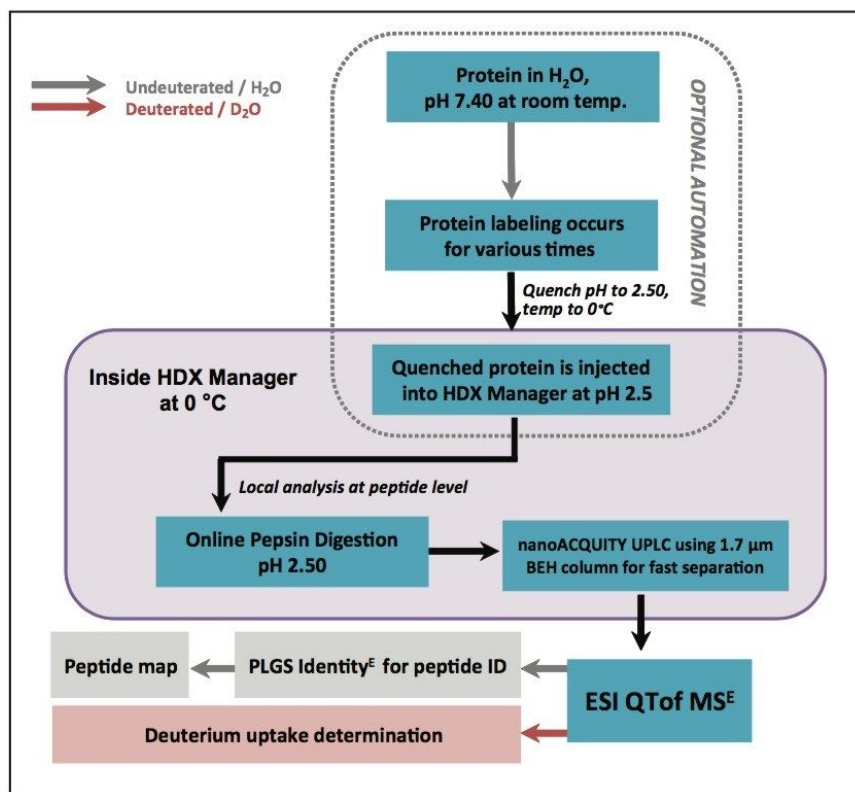 Undeuterated / H₂O
Deuterated / D₂O
Protein in H₂O,
pH 7.40 at room temp.
OPTIONAL AUTOMATION
Protein labeling occurs
for various times
Quench pH to 2.50,
temp to 0°C
Inside HDX Manager
at 0 °C
Quenched protein is injected
into HDX Manager at pH 2.5
Local analysis at peptide level
Online Pepsin Digestion
pH 2.50
nanoACQUITY UPLC using 1.7 µm
BEH column for fast separation
Peptide map
PLGS Identityᴱ for peptide ID
ESI QTof MSᴱ
Deuterium uptake determination